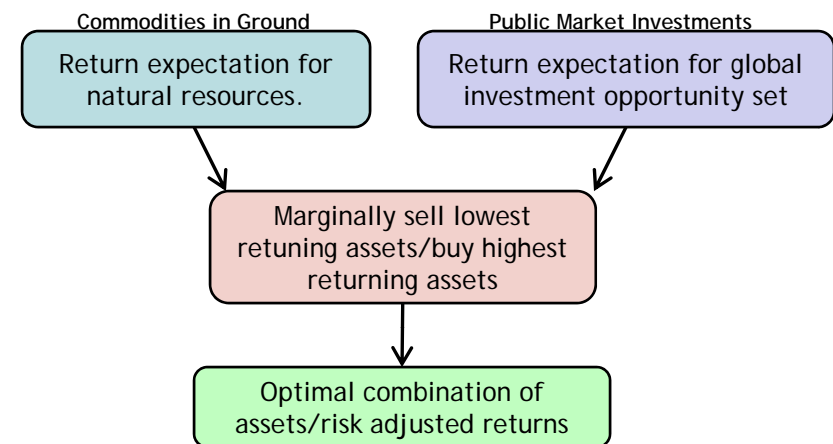 Commodities in Ground
Public Market Investments
Return expectation for
natural resources.
Return expectation for global
investment opportunity set
Marginally sell lowest
retuning assets/buy highest
returning assets
Optimal combination of
assets/risk adjusted returns